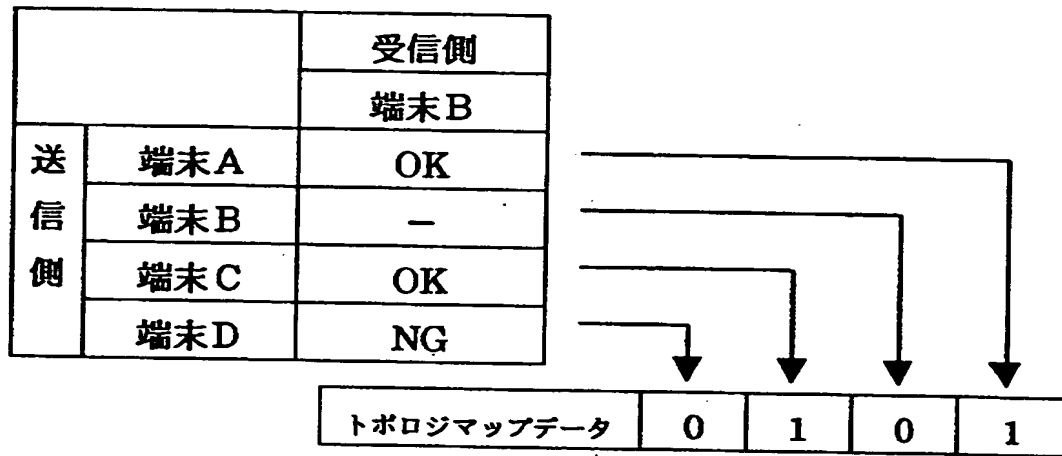 受信側
端末B
送信側
端末A OK
端末B －
端末C OK
端末D NG
トポロジマップデータ 0 1 0 1